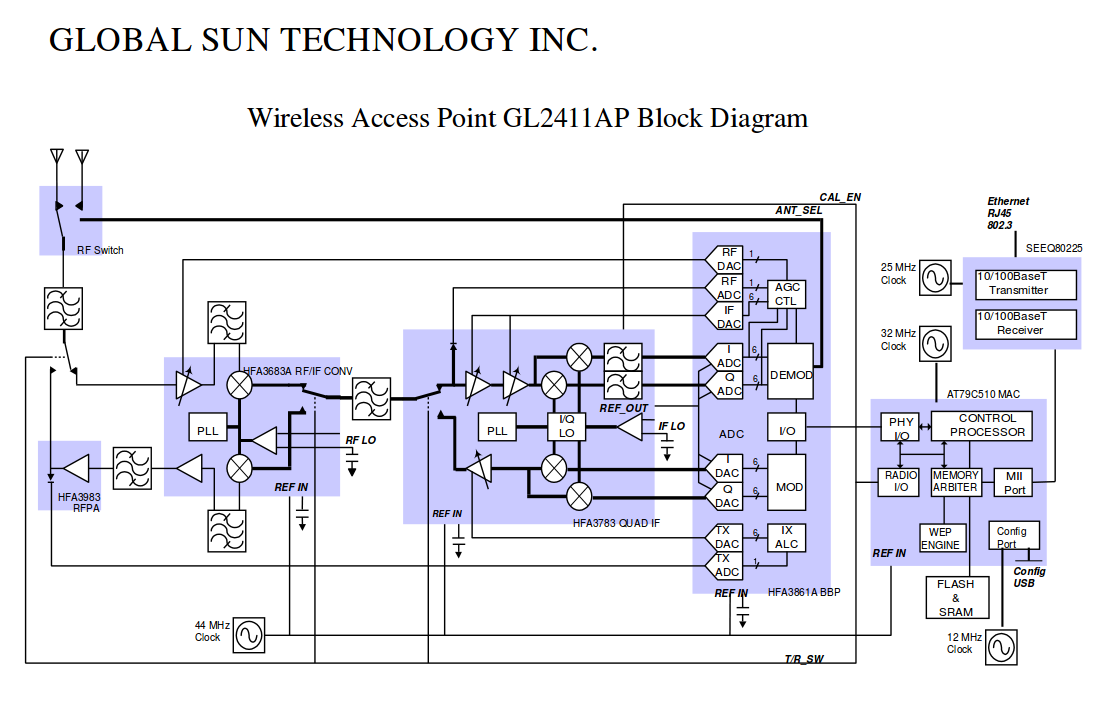 GLOBAL SUN TECHNOLOGY INC.
Wireless Access Point GL2411AP Block Diagram
CAL_EN
ANT_SEL
Ethernet
RJ45
802.3
SEEQ80225
RF Switch
RF
DAC
1
RF
ADC
1
IF
DAC
6
AGC
CTL
25 MHz
Clock
10/100BaseT
Transmitter
10/100BaseT
Receiver
32 MHz
Clock
HFA3683A RF/IF CONV
I
ADC
6
Q
ADC
6
DEMOD
AT79C510 MAC
REF_OUT
PLL
RF LO
PLL
I/Q
LO
IF LO
ADC
I/O
PHY
I/O
CONTROL
PROCESSOR
HFA3983
RFPA
REF IN
I
DAC
6
Q
DAC
6
MOD
RADIO
I/O
MEMORY
ARBITER
MII
Port
REF IN
HFA3783 QUAD IF
TX
DAC
6
TX
ADC
1
IX
ALC
WEP
ENGINE
Config
Port
REF IN
Config
USB
REF IN
HFA3861A BBP
FLASH
&
SRAM
44 MHz
Clock
12 MHz
Clock
T/R_SW